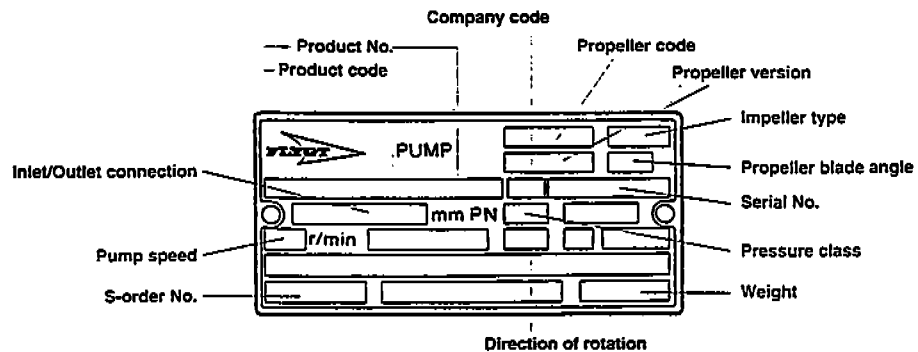 Company code
Product No.
Product code
Propeller code
Propeller version
Impeller type
FLYGT
PUMP
Inlet/Outlet connection
Propeller blade angle
Serial No.
mm PN
r/min
Pump speed
Pressure class
S-order No.
Weight
Direction of rotation